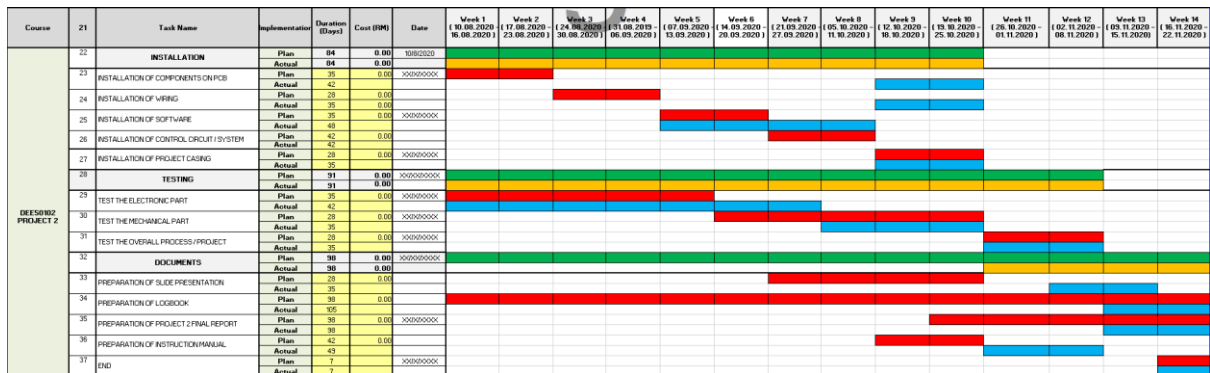 Course 21 Task Name Implementation Duration (Days) Cost (RM) Date Week 1 (10.08.2020 - 16.08.2020) Week 2 (17.08.2020 - 23.08.2020) Week 3 (24.08.2020 - 30.08.2020) Week 4 (31.08.2020 - 06.09.2020) Week 5 (07.09.2020 - 13.09.2020) Week 6 (14.09.2020 - 20.09.2020) Week 7 (21.09.2020 - 27.09.2020) Week 8 (05.10.2020 - 11.10.2020) Week 9 (12.10.2020 - 18.10.2020) Week 10 (19.10.2020 - 25.10.2020) Week 11 (26.10.2020 - 01.11.2020) Week 12 (02.11.2020 - 08.11.2020) Week 13 (09.11.2020 - 15.11.2020) Week 14 (16.11.2020 - 22.11.2020)
DEE50102 PROJECT 2
22 INSTALLATION Plan 84 0.00 10/8/2020
Actual 84 0.00
23 INSTALLATION OF COMPONENTS ON PCB Plan 35 0.00 XX/XX/XXXX
Actual 42
24 INSTALLATION OF WIRING Plan 28 0.00
Actual 35 0.00
25 INSTALLATION OF SOFTWARE Plan 35 0.00 XX/XX/XXXX
Actual 48
26 INSTALLATION OF CONTROL CIRCUIT / SYSTEM Plan 42 0.00
Actual 42
27 INSTALLATION OF PROJECT CASING Plan 28 0.00 XX/XX/XXXX
Actual 35
28 TESTING Plan 91 0.00 XX/XX/XXXX
Actual 91 0.00
29 TEST THE ELECTRONIC PART Plan 35 0.00 XX/XX/XXXX
Actual 42
30 TEST THE MECHANICAL PART Plan 28 0.00 XX/XX/XXXX
Actual 35
31 TEST THE OVERALL PROCESS / PROJECT Plan 28 0.00 XX/XX/XXXX
Actual 35
32 DOCUMENTS Plan 98 0.00 XX/XX/XXXX
Actual 98 0.00
33 PREPARATION OF SLIDE PRESENTATION Plan 28 0.00
Actual 35
34 PREPARATION OF LOGBOOK Plan 98 0.00
Actual 105
35 PREPARATION OF PROJECT 2 FINAL REPORT Plan 98 0.00 XX/XX/XXXX
Actual 98
36 PREPARATION OF INSTRUCTION MANUAL Plan 42 0.00
Actual 49
37 END Plan 7 XX/XX/XXXX
Actual 7